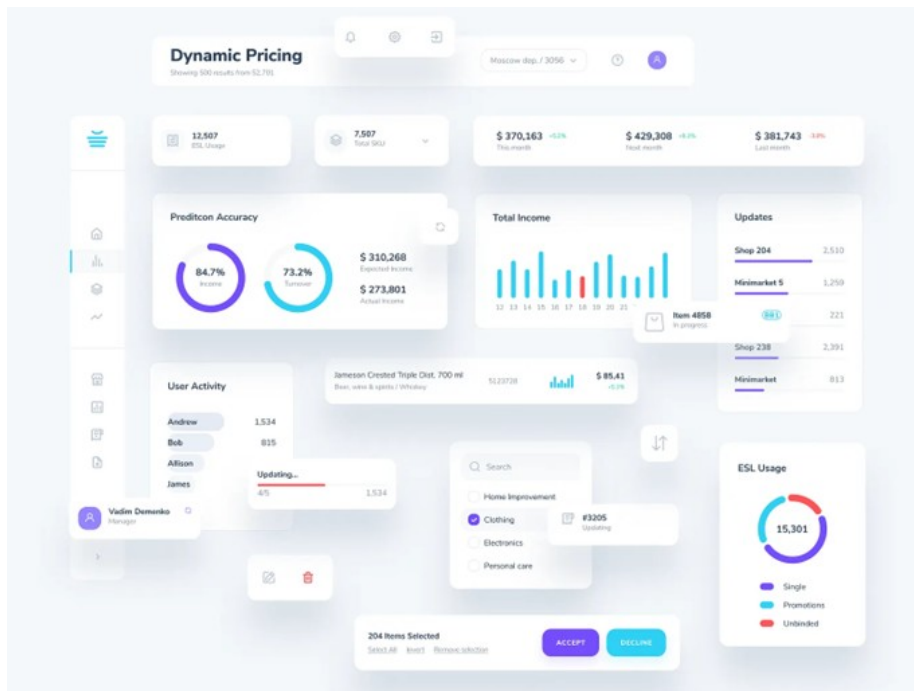 Dynamic Pricing
Showing 500 results from 52,701
Moscow dep. / 3056
12,507
ESL Usage
7,507
Total SKU
$ 370,163 +5.2%
This month
$ 429,308
Next month
$ 381,743
Last month
Preditcon Accuracy
84.7%
Income
73.2%
Turnover
$ 310,268
Expected Income
$ 273,801
Actual Income
Total Income
12 13 14 15 16 17 18 19 20 21
Updates
Shop 204 2,510
Minimarket 5 1,259
221
Shop 238 2,391
Minimarket 813
Item 4858
In progress
User Activity
Andrew 1,534
Bob 815
Allison
James
Updating...
4/5 1,534
Vadim Demenko
Manager
Jameson Crested Triple Dist. 700 ml
Beer, wine & spirits / Whiskey
5123728
$ 85,41
Search
Home Improvement
Clothing
Electronics
Personal care
#3205
Updating
ESL Usage
15,301
Single
Promotions
Unbinded
204 Items Selected
Select All Invert Remove selection
ACCEPT
DECLINE